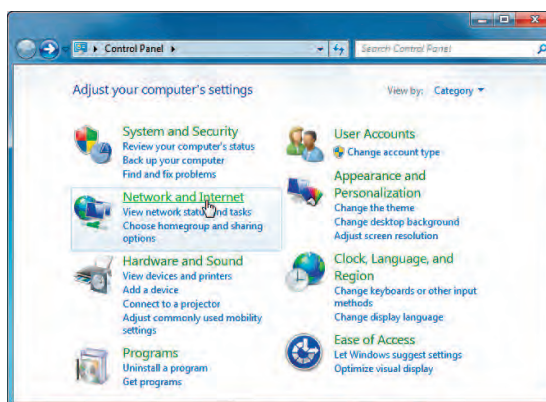 Control Panel
Search Control Panel
Adjust your computer's settings
View by: Category
System and Security
Review your computer's status
Back up your computer
Find and fix problems
Network and Internet
View network status and tasks
Choose homegroup and sharing
options
Hardware and Sound
View devices and printers
Add a device
Connect to a projector
Adjust commonly used mobility
settings
Programs
Uninstall a program
Get programs
User Accounts
Change account type
Appearance and
Personalization
Change the theme
Change desktop background
Adjust screen resolution
Clock, Language, and
Region
Change keyboards or other input
methods
Change display language
Ease of Access
Let Windows suggest settings
Optimize visual display